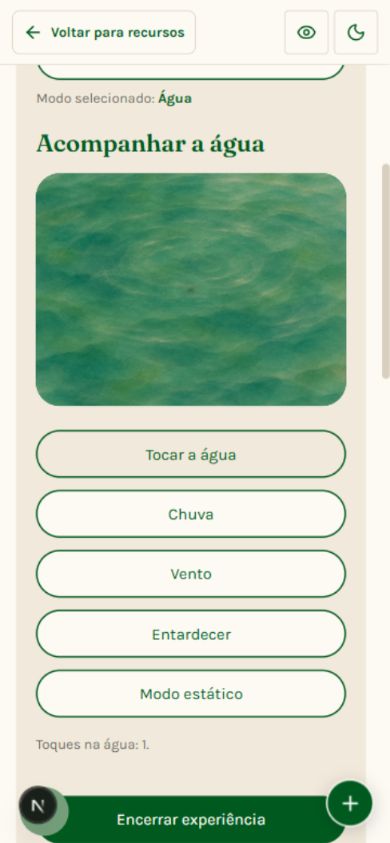 Voltar para recursos
Modo selecionado: Água
Acompanhar a água
Tocar a água
Chuva
Vento
Entardecer
Modo estático
Toques na água: 1.
N
Encerrar experiência
+